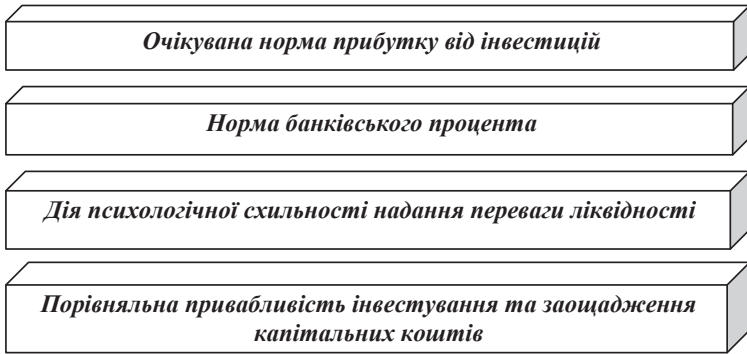 Очікувана норма прибутку від інвестицій
Норма банківського процента
Дія психологічної схильності надання переваги ліквідності
Порівняльна привабливість інвестування та заощадження
капітальних коштів